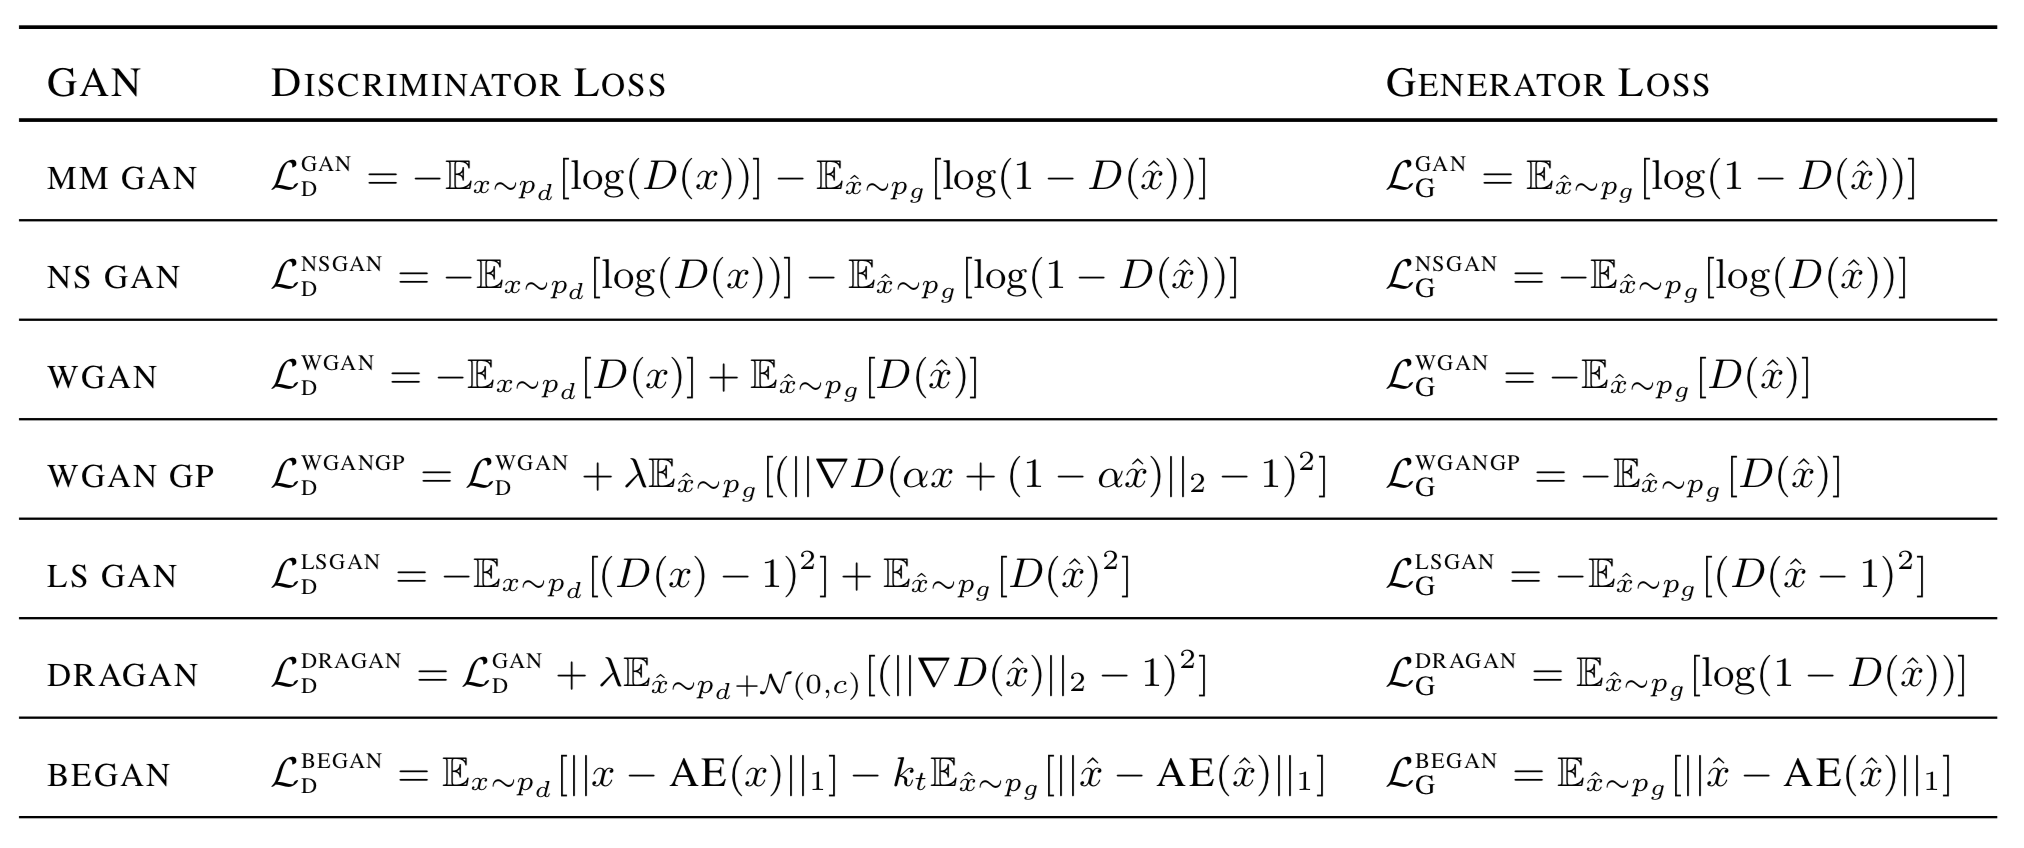 GAN DISCRIMINATOR LOSS GENERATOR LOSS
MM GAN $\mathcal{L}_{\text{D}}^{\text{GAN}} = -\mathbb{E}_{x \sim p_d}[\log(D(x))] - \mathbb{E}_{\hat{x} \sim p_g}[\log(1 - D(\hat{x}))]$ $\mathcal{L}_{\text{G}}^{\text{GAN}} = \mathbb{E}_{\hat{x} \sim p_g}[\log(1 - D(\hat{x}))]$
NS GAN $\mathcal{L}_{\text{D}}^{\text{NSGAN}} = -\mathbb{E}_{x \sim p_d}[\log(D(x))] - \mathbb{E}_{\hat{x} \sim p_g}[\log(1 - D(\hat{x}))]$ $\mathcal{L}_{\text{G}}^{\text{NSGAN}} = -\mathbb{E}_{\hat{x} \sim p_g}[\log(D(\hat{x}))]$
WGAN $\mathcal{L}_{\text{D}}^{\text{WGAN}} = -\mathbb{E}_{x \sim p_d}[D(x)] + \mathbb{E}_{\hat{x} \sim p_g}[D(\hat{x})]$ $\mathcal{L}_{\text{G}}^{\text{WGAN}} = -\mathbb{E}_{\hat{x} \sim p_g}[D(\hat{x})]$
WGAN GP $\mathcal{L}_{\text{D}}^{\text{WGANGP}} = \mathcal{L}_{\text{D}}^{\text{WGAN}} + \lambda\mathbb{E}_{\hat{x} \sim p_g}[(||\nabla D(\alpha x + (1 - \alpha\hat{x})||_2 - 1)^2]$ $\mathcal{L}_{\text{G}}^{\text{WGANGP}} = -\mathbb{E}_{\hat{x} \sim p_g}[D(\hat{x})]$
LS GAN $\mathcal{L}_{\text{D}}^{\text{LSGAN}} = -\mathbb{E}_{x \sim p_d}[(D(x) - 1)^2] + \mathbb{E}_{\hat{x} \sim p_g}[D(\hat{x})^2]$ $\mathcal{L}_{\text{G}}^{\text{LSGAN}} = -\mathbb{E}_{\hat{x} \sim p_g}[(D(\hat{x} - 1)^2]$
DRAGAN $\mathcal{L}_{\text{D}}^{\text{DRAGAN}} = \mathcal{L}_{\text{D}}^{\text{GAN}} + \lambda\mathbb{E}_{\hat{x} \sim p_d + \mathcal{N}(0,c)}[(||\nabla D(\hat{x})||_2 - 1)^2]$ $\mathcal{L}_{\text{G}}^{\text{DRAGAN}} = \mathbb{E}_{\hat{x} \sim p_g}[\log(1 - D(\hat{x}))]$
BEGAN $\mathcal{L}_{\text{D}}^{\text{BEGAN}} = \mathbb{E}_{x \sim p_d}[||x - \text{AE}(x)||_1] - k_t\mathbb{E}_{\hat{x} \sim p_g}[||\hat{x} - \text{AE}(\hat{x})||_1]$ $\mathcal{L}_{\text{G}}^{\text{BEGAN}} = \mathbb{E}_{\hat{x} \sim p_g}[||\hat{x} - \text{AE}(\hat{x})||_1]$